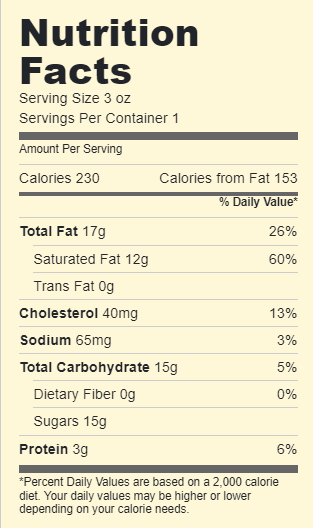 Nutrition
Facts
Serving Size 3 oz
Servings Per Container 1
Amount Per Serving
Calories 230 Calories from Fat 153
% Daily Value*
Total Fat 17g 26%
Saturated Fat 12g 60%
Trans Fat 0g
Cholesterol 40mg 13%
Sodium 65mg 3%
Total Carbohydrate 15g 5%
Dietary Fiber 0g 0%
Sugars 15g
Protein 3g 6%
*Percent Daily Values are based on a 2,000 calorie
diet. Your daily values may be higher or lower
depending on your calorie needs.